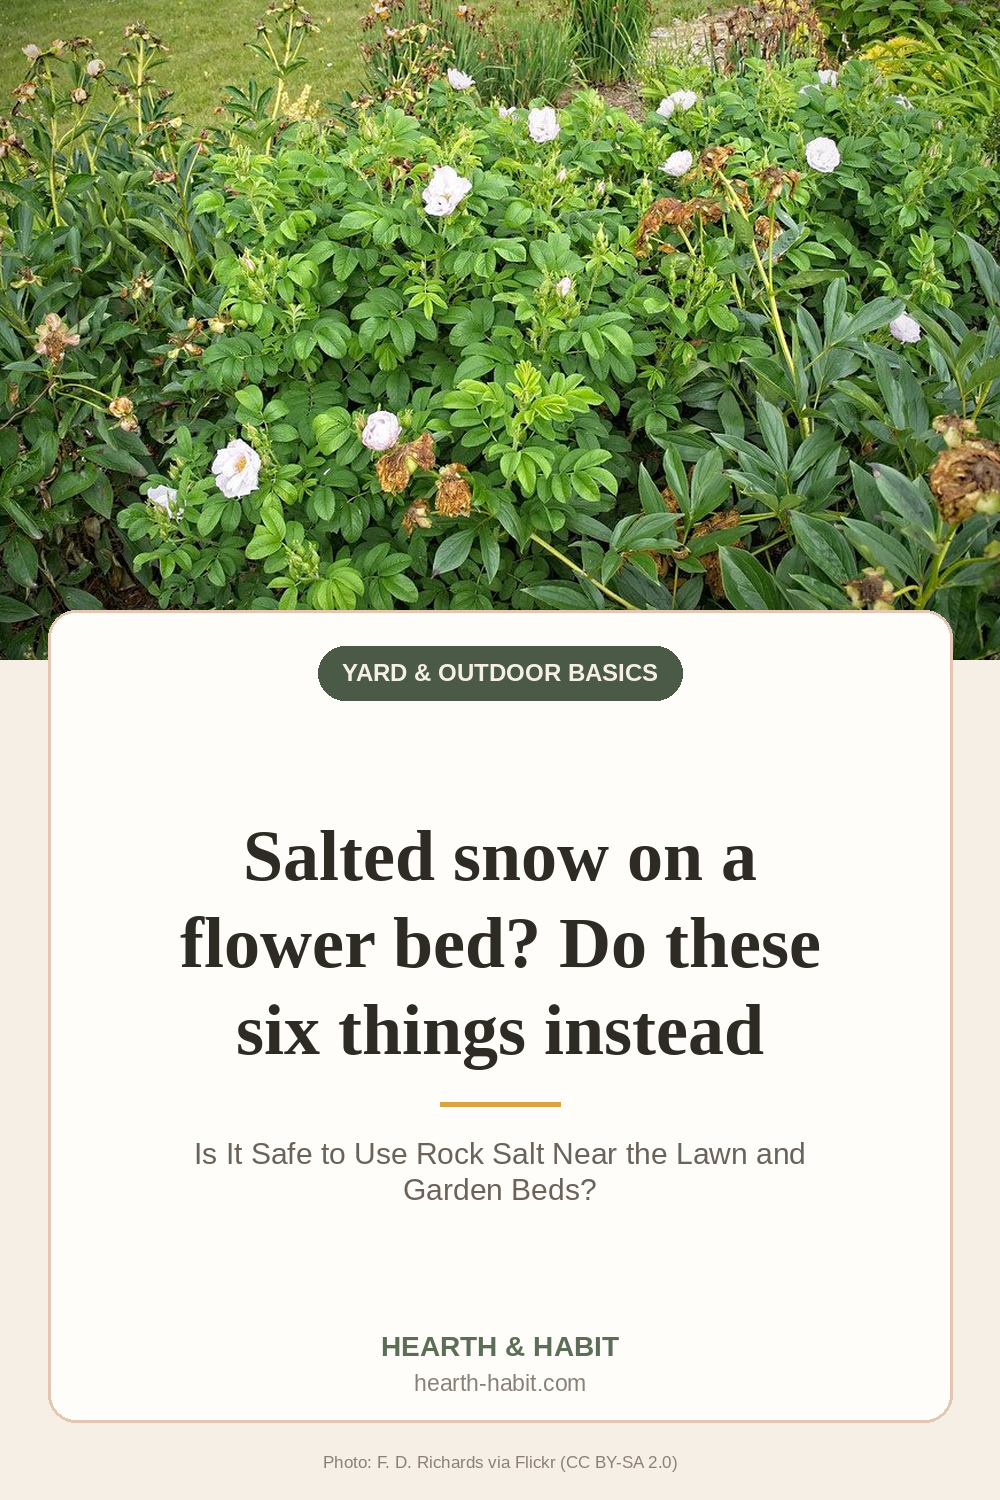 YARD & OUTDOOR BASICS
Salted snow on a
flower bed? Do these
six things instead
Is It Safe to Use Rock Salt Near the Lawn and
Garden Beds?
HEARTH & HABIT
hearth-habit.com
Photo: F. D. Richards via Flickr (CC BY-SA 2.0)